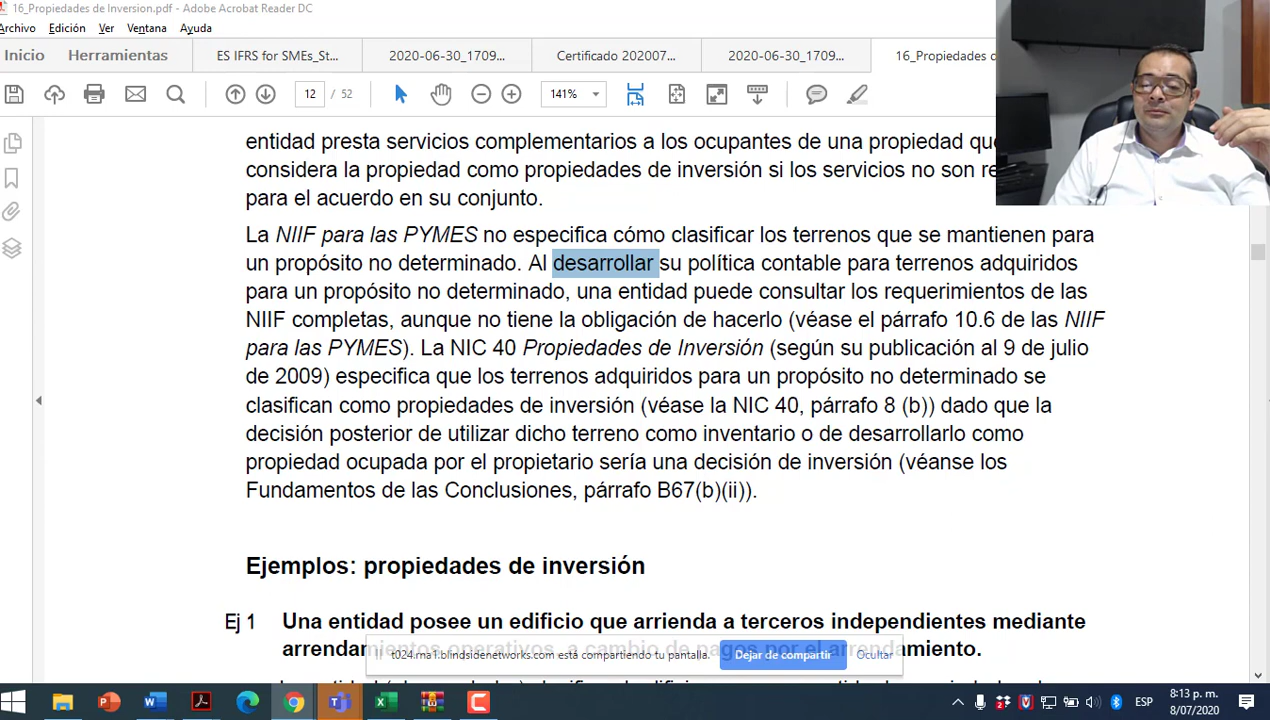 16_Propiedades de Inversion.pdf - Adobe Acrobat Reader DC
Archivo Edición Ver Ventana Ayuda
Inicio Herramientas ES IFRS for SMEs_St... 2020-06-30_1709... Certificado 202007... 2020-06-30_1709... 16_Propiedades de
12 / 52 141%
entidad presta servicios complementarios a los ocupantes de una propiedad
considera la propiedad como propiedades de inversión si los servicios no son
para el acuerdo en su conjunto.
La NIIF para las PYMES no especifica cómo clasificar los terrenos que se mantienen para
un propósito no determinado. Al desarrollar su política contable para terrenos adquiridos
para un propósito no determinado, una entidad puede consultar los requerimientos de las
NIIF completas, aunque no tiene la obligación de hacerlo (véase el párrafo 10.6 de las NIIF
para las PYMES). La NIC 40 Propiedades de Inversión (según su publicación al 9 de julio
de 2009) especifica que los terrenos adquiridos para un propósito no determinado se
clasifican como propiedades de inversión (véase la NIC 40, párrafo 8 (b)) dado que la
decisión posterior de utilizar dicho terreno como inventario o de desarrollarlo como
propiedad ocupada por el propietario sería una decisión de inversión (véanse los
Fundamentos de las Conclusiones, párrafo B67(b)(ii)).
Ejemplos: propiedades de inversión
Ej 1 Una entidad posee un edificio que arrienda a terceros independientes mediante
arrendamientos operativos, a cambio de pagos por el arrendamiento.
t024.ma1.blindsidenetworks.com está compartiendo tu pantalla. Dejar de compartir Ocultar
ESP
8:13 p. m.
8/07/2020